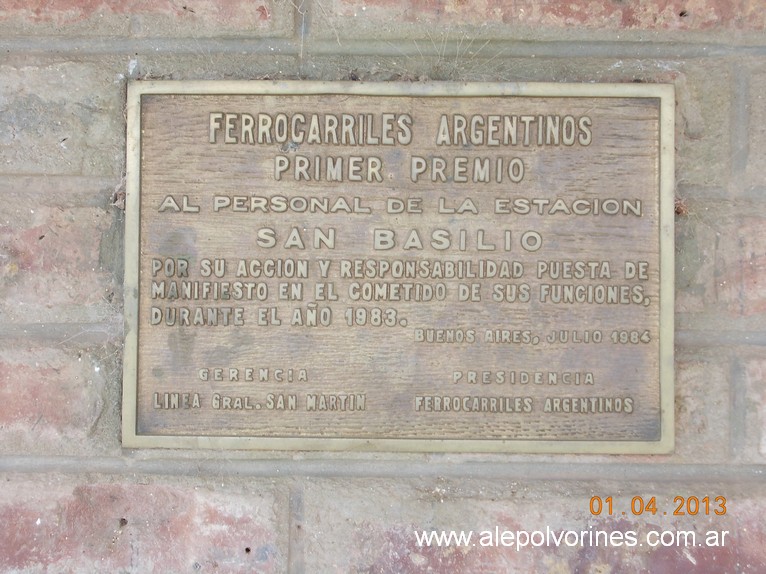 FERROCARRILES ARGENTINOS
PRIMER PREMIO
AL PERSONAL DE LA ESTACION
SAN BASILIO
POR SU ACCION Y RESPONSABILIDAD PUESTA DE
MANIFIESTO EN EL COMETIDO DE SUS FUNCIONES,
DURANTE EL AÑO 1983.
BUENOS AIRES, JULIO 1984
GERENCIA
LINEA GRAL. SAN MARTIN
PRESIDENCIA
FERROCARRILES ARGENTINOS
01.04.2013
www.alepolvorines.com.ar